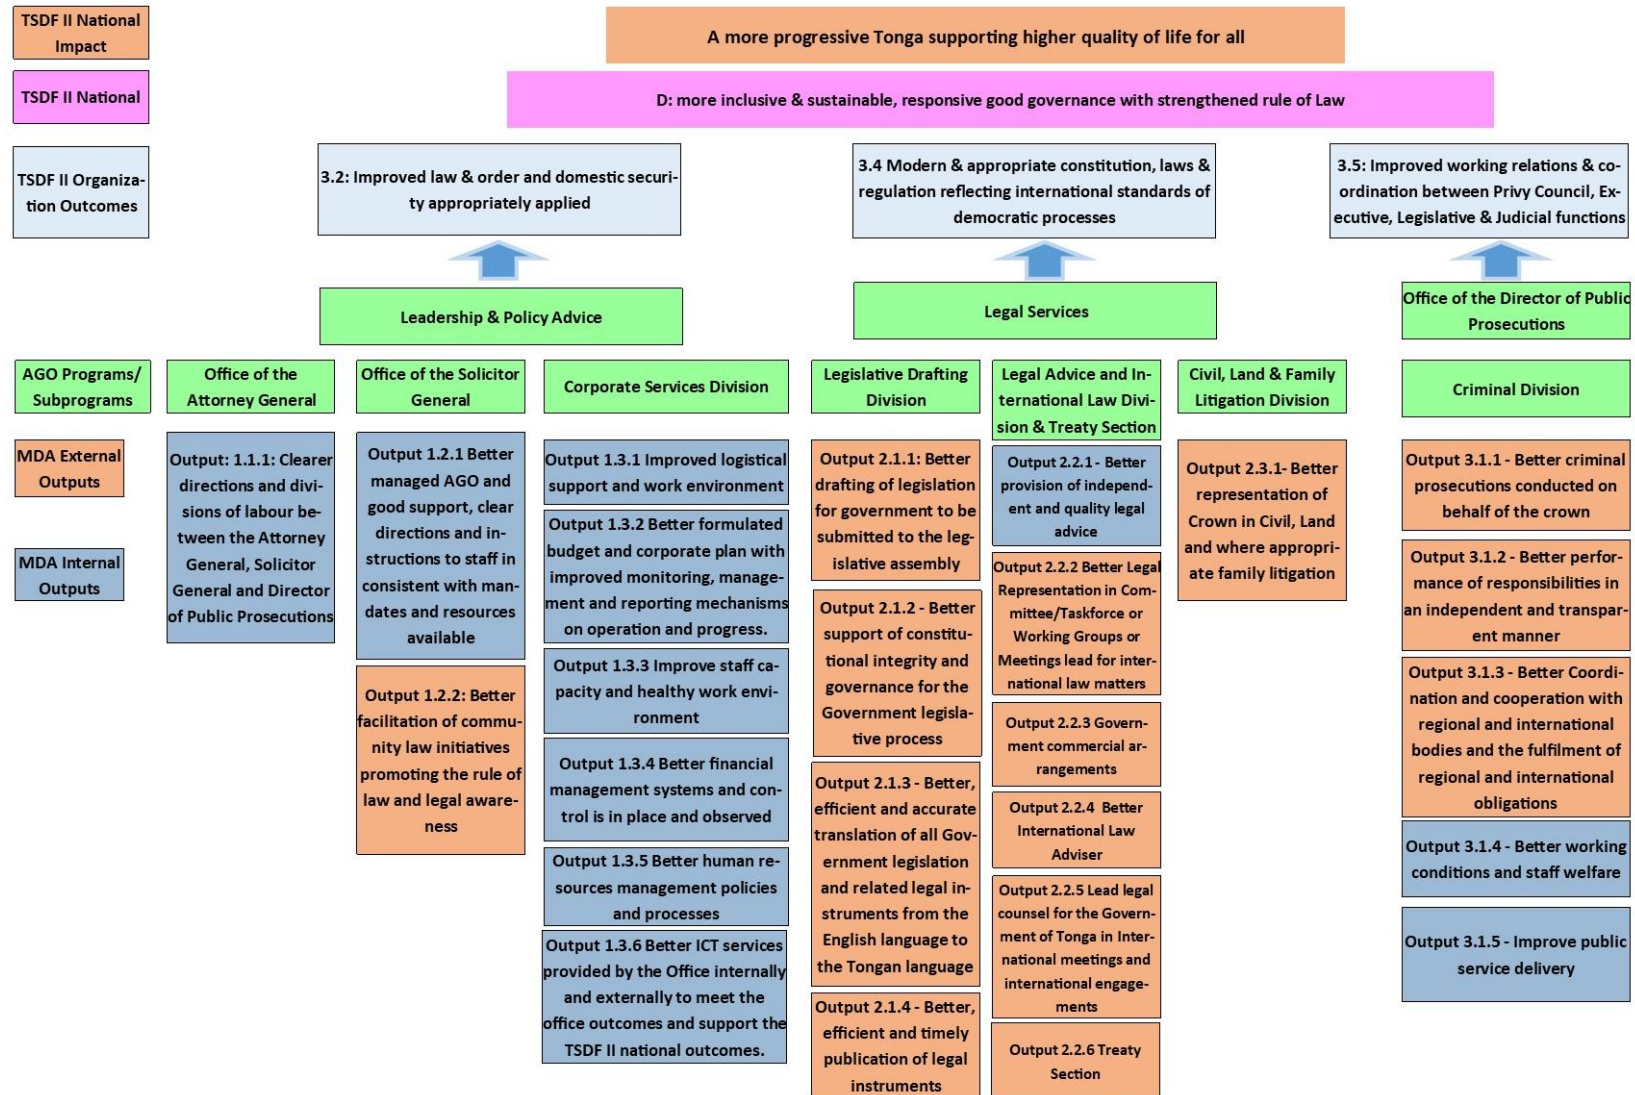 TSDF II National
Impact
A more progressive Tonga supporting higher quality of life for all
TSDF II National
D: more inclusive & sustainable, responsive good governance with strengthened rule of Law
TSDF II Organiza-
tion Outcomes
3.2: Improved law & order and domestic securi-
ty appropriately applied
3.4 Modern & appropriate constitution, laws &
regulation reflecting international standards of
democratic processes
3.5: Improved working relations & co-
ordination between Privy Council, Ex-
ecutive, Legislative & Judicial functions
Leadership & Policy Advice
Legal Services
Office of the Director of Public
Prosecutions
AGO Programs/
Subprograms
Office of the
Attorney General
Office of the Solicitor
General
Corporate Services Division
Legislative Drafting
Division
Legal Advice and In-
ternational Law Divi-
sion & Treaty Section
Civil, Land & Family
Litigation Division
Criminal Division
MDA External
Outputs
MDA Internal
Outputs
Output: 1.1.1: Clearer
directions and divi-
sions of labour be-
tween the Attorney
General, Solicitor
General and Director
of Public Prosecutions
Output 1.2.1 Better
managed AGO and
good support, clear
directions and in-
structions to staff in
consistent with man-
dates and resources
available
Output 1.2.2: Better
facilitation of commu-
nity law initiatives
promoting the rule of
law and legal aware-
ness
Output 1.3.1 Improved logistical
support and work environment
Output 1.3.2 Better formulated
budget and corporate plan with
improved monitoring, manage-
ment and reporting mechanisms
on operation and progress.
Output 1.3.3 Improve staff ca-
pacity and healthy work envi-
ronment
Output 1.3.4 Better financial
management systems and con-
trol is in place and observed
Output 1.3.5 Better human re-
sources management policies
and processes
Output 1.3.6 Better ICT services
provided by the Office internally
and externally to meet the
office outcomes and support the
TSDF II national outcomes.
Output 2.1.1: Better
drafting of legislation
for government to be
submitted to the leg-
islative assembly
Output 2.1.2 - Better
support of constitu-
tional integrity and
governance for the
Government legisla-
tive process
Output 2.1.3 - Better,
efficient and accurate
translation of all Gov-
ernment legislation
and related legal in-
struments from the
English language to
the Tongan language
Output 2.1.4 - Better,
efficient and timely
publication of legal
instruments
Output 2.2.1 - Better
provision of independ-
ent and quality legal
advice
Output 2.2.2 Better Legal
Representation in Com-
mittee/Taskforce or
Working Groups or
Meetings lead for inter-
national law matters
Output 2.2.3 Govern-
ment commercial ar-
rangements
Output 2.2.4  Better
International Law
Adviser
Output 2.2.5 Lead legal
counsel for the Govern-
ment of Tonga in Inter-
national meetings and
international engage-
ments
Output 2.2.6 Treaty
Section
Output 2.3.1- Better
representation of
Crown in Civil, Land
and where appropri-
ate family litigation
Output 3.1.1 - Better criminal
prosecutions conducted on
behalf of the crown
Output 3.1.2 - Better perfor-
mance of responsibilities in
an independent and transpar-
ent manner
Output 3.1.3 - Better Coordi-
nation and cooperation with
regional and international
bodies and the fulfilment of
regional and international
obligations
Output 3.1.4 - Better working
conditions and staff welfare
Output 3.1.5 - Improve public
service delivery